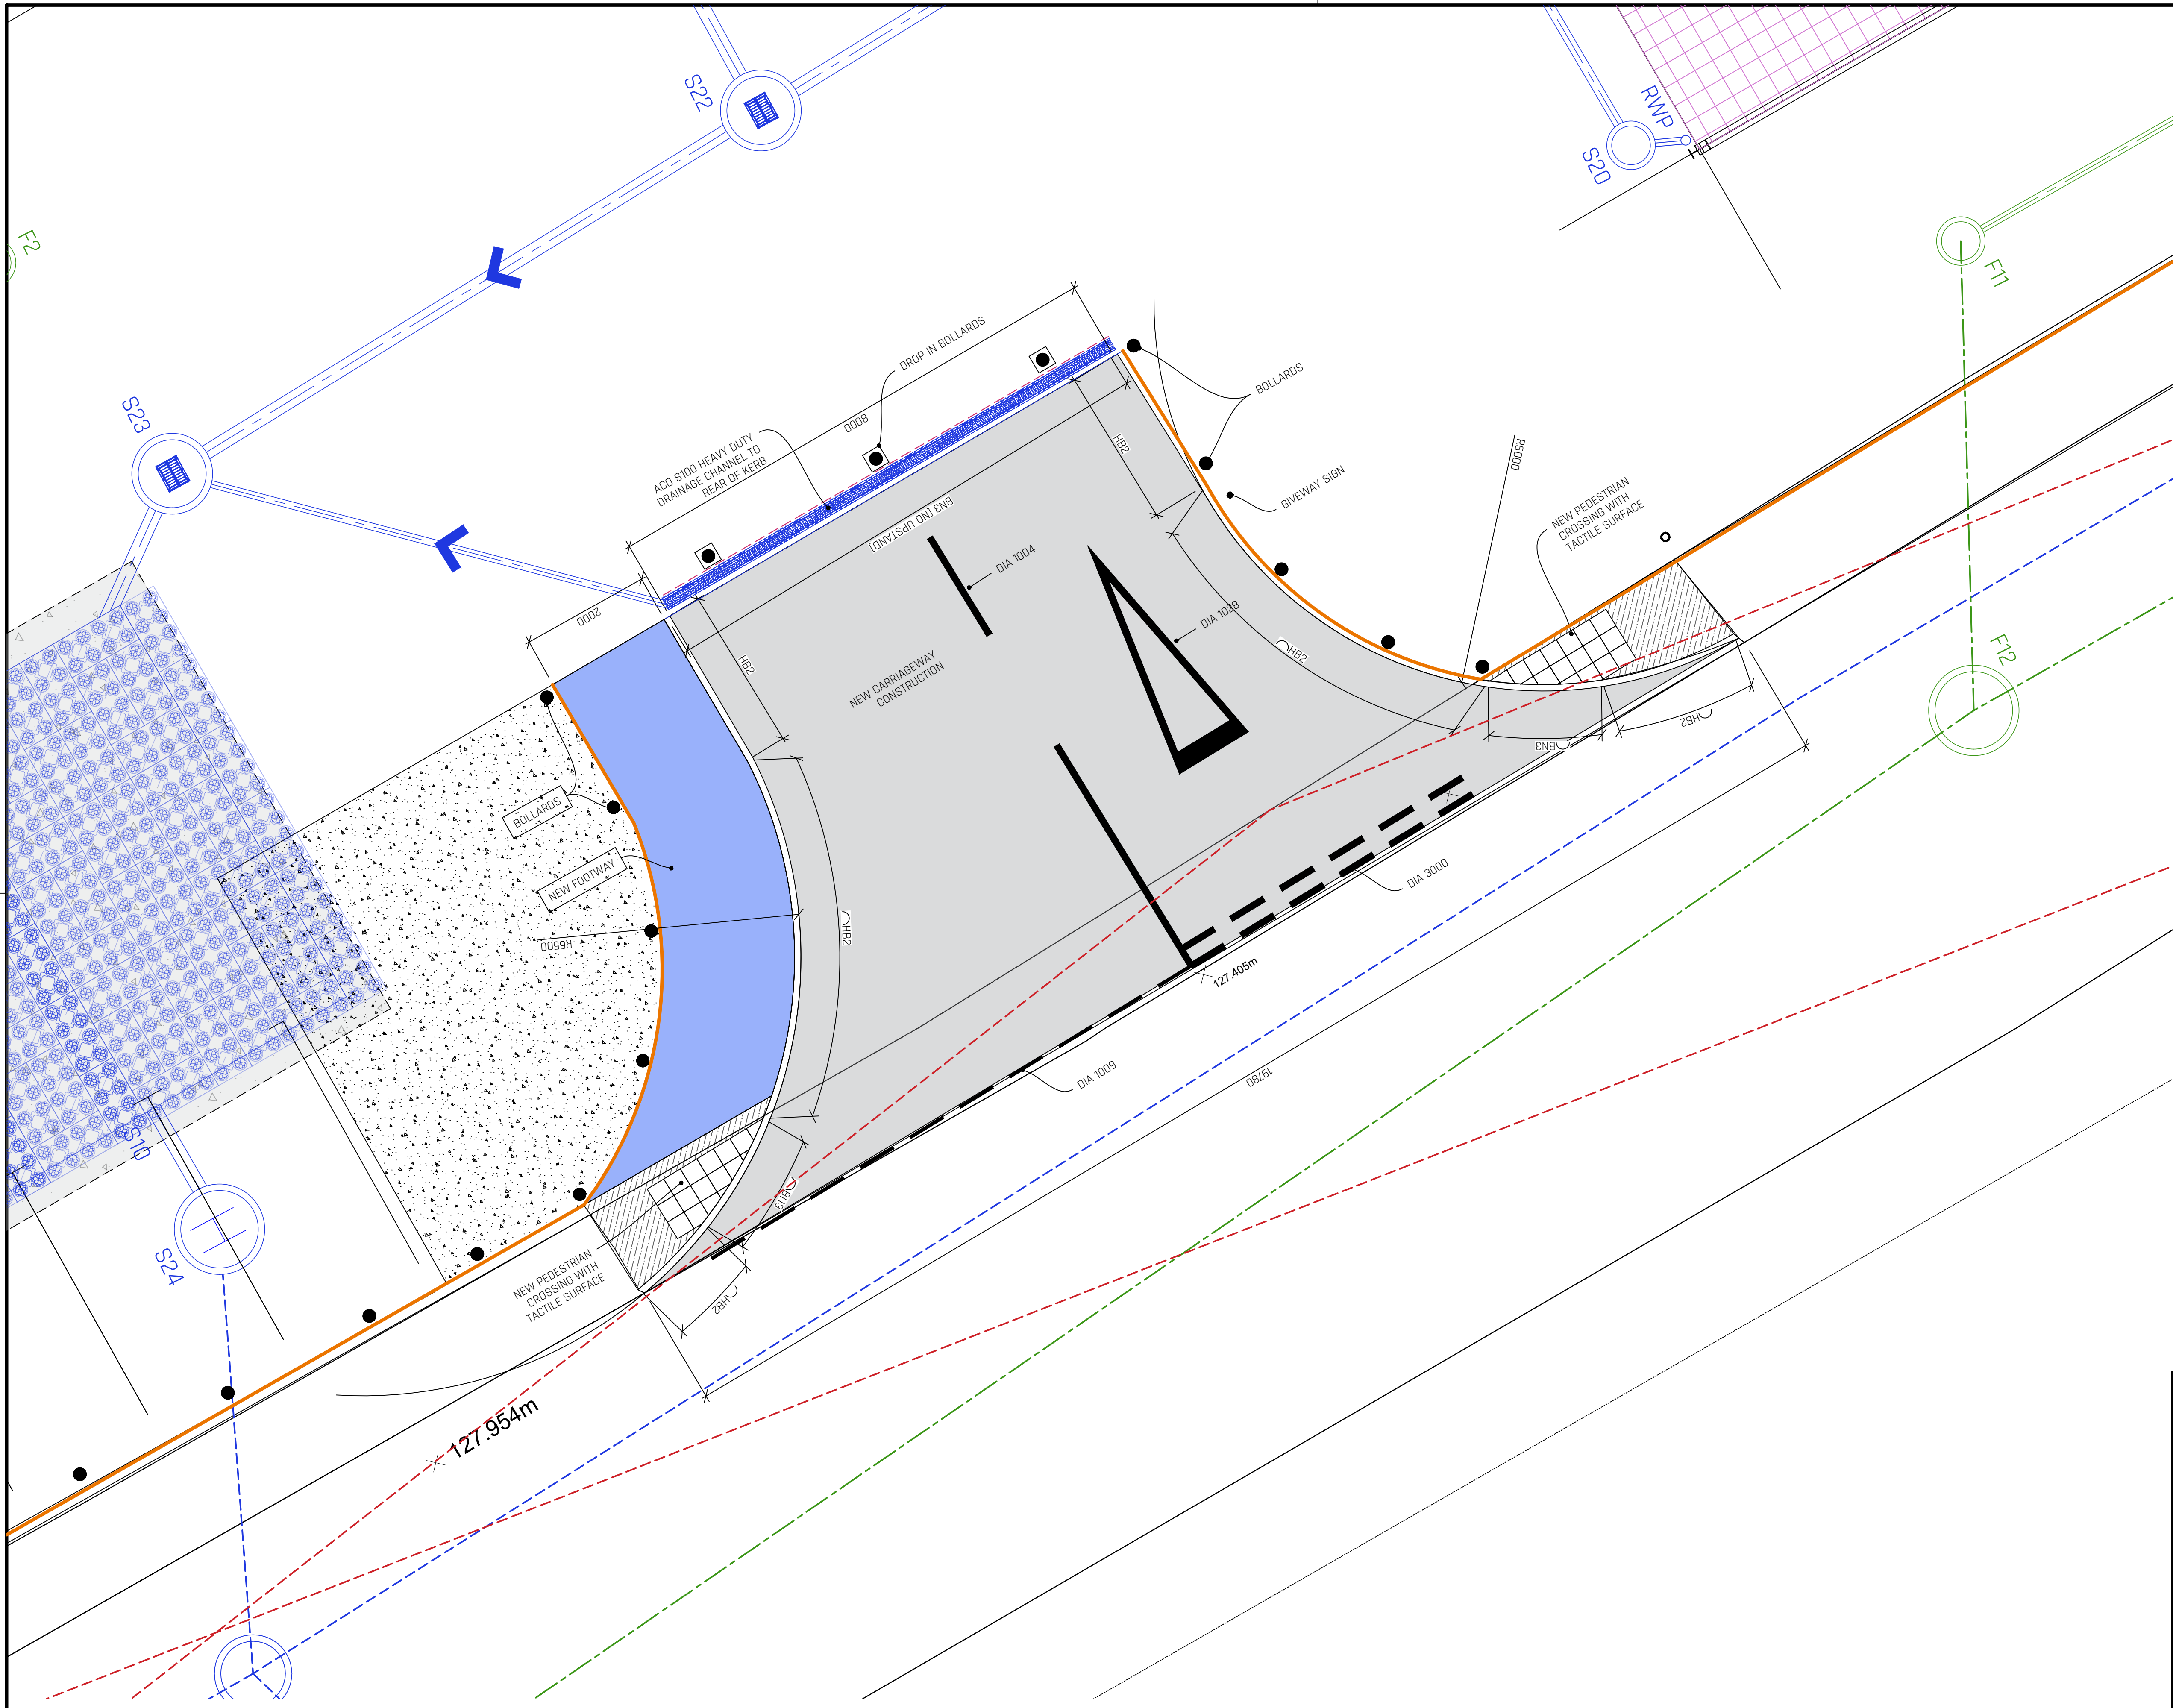 S22
RWP
S20
F2
F11
S23
DROP IN BOLLARDS
BOLLARDS
8000
ACO S100 HEAVY DUTY
DRAINAGE CHANNEL TO
REAR OF KERB
HB2
R6000
GIVEWAY SIGN
NEW PEDESTRIAN
CROSSING WITH
TACTILE SURFACE
BN3 (NO UPSTAND)
DIA 1004
2000
HB2
DIA 1028
HB2
NEW CARRIAGEWAY
CONSTRUCTION
F12
HB2
BN3
BOLLARDS
NEW FOOTWAY
DIA 3000
R6500
HB2
127.405m
DIA 1009
19780
S10
BN3
S24
NEW PEDESTRIAN
CROSSING WITH
TACTILE SURFACE
HB2
127.954m